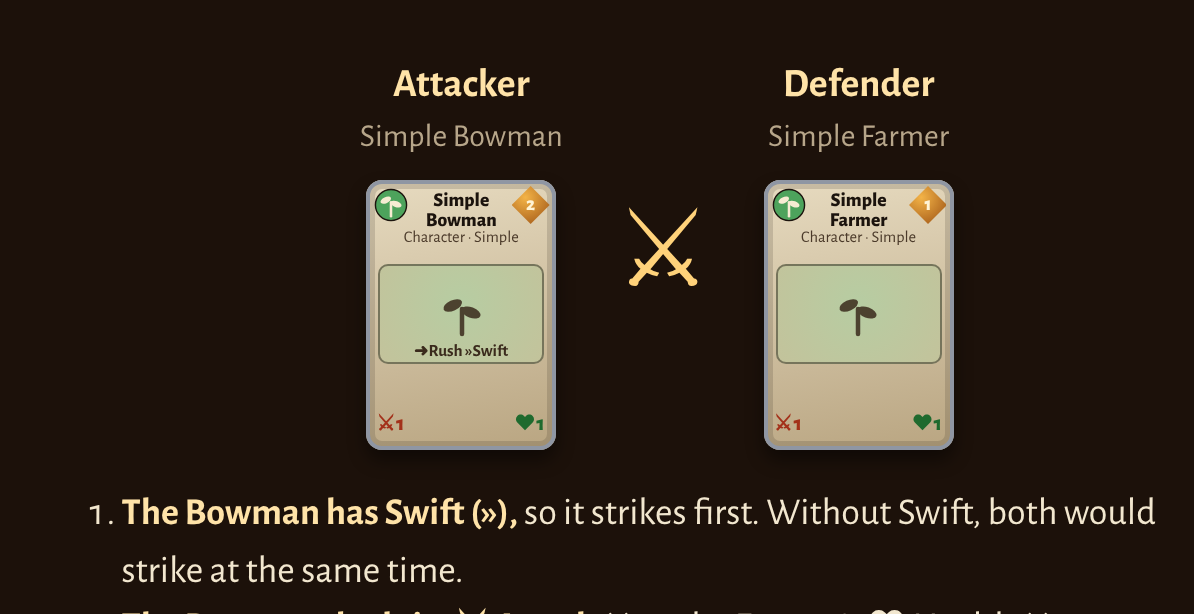 Attacker Defender
Simple Bowman Simple Farmer
Simple 2
Bowman
Character · Simple
➜Rush »Swift
⚔1 ♥1
Simple 1
Farmer
Character · Simple
⚔1 ♥1
1. The Bowman has Swift (»), so it strikes first. Without Swift, both would
strike at the same time.